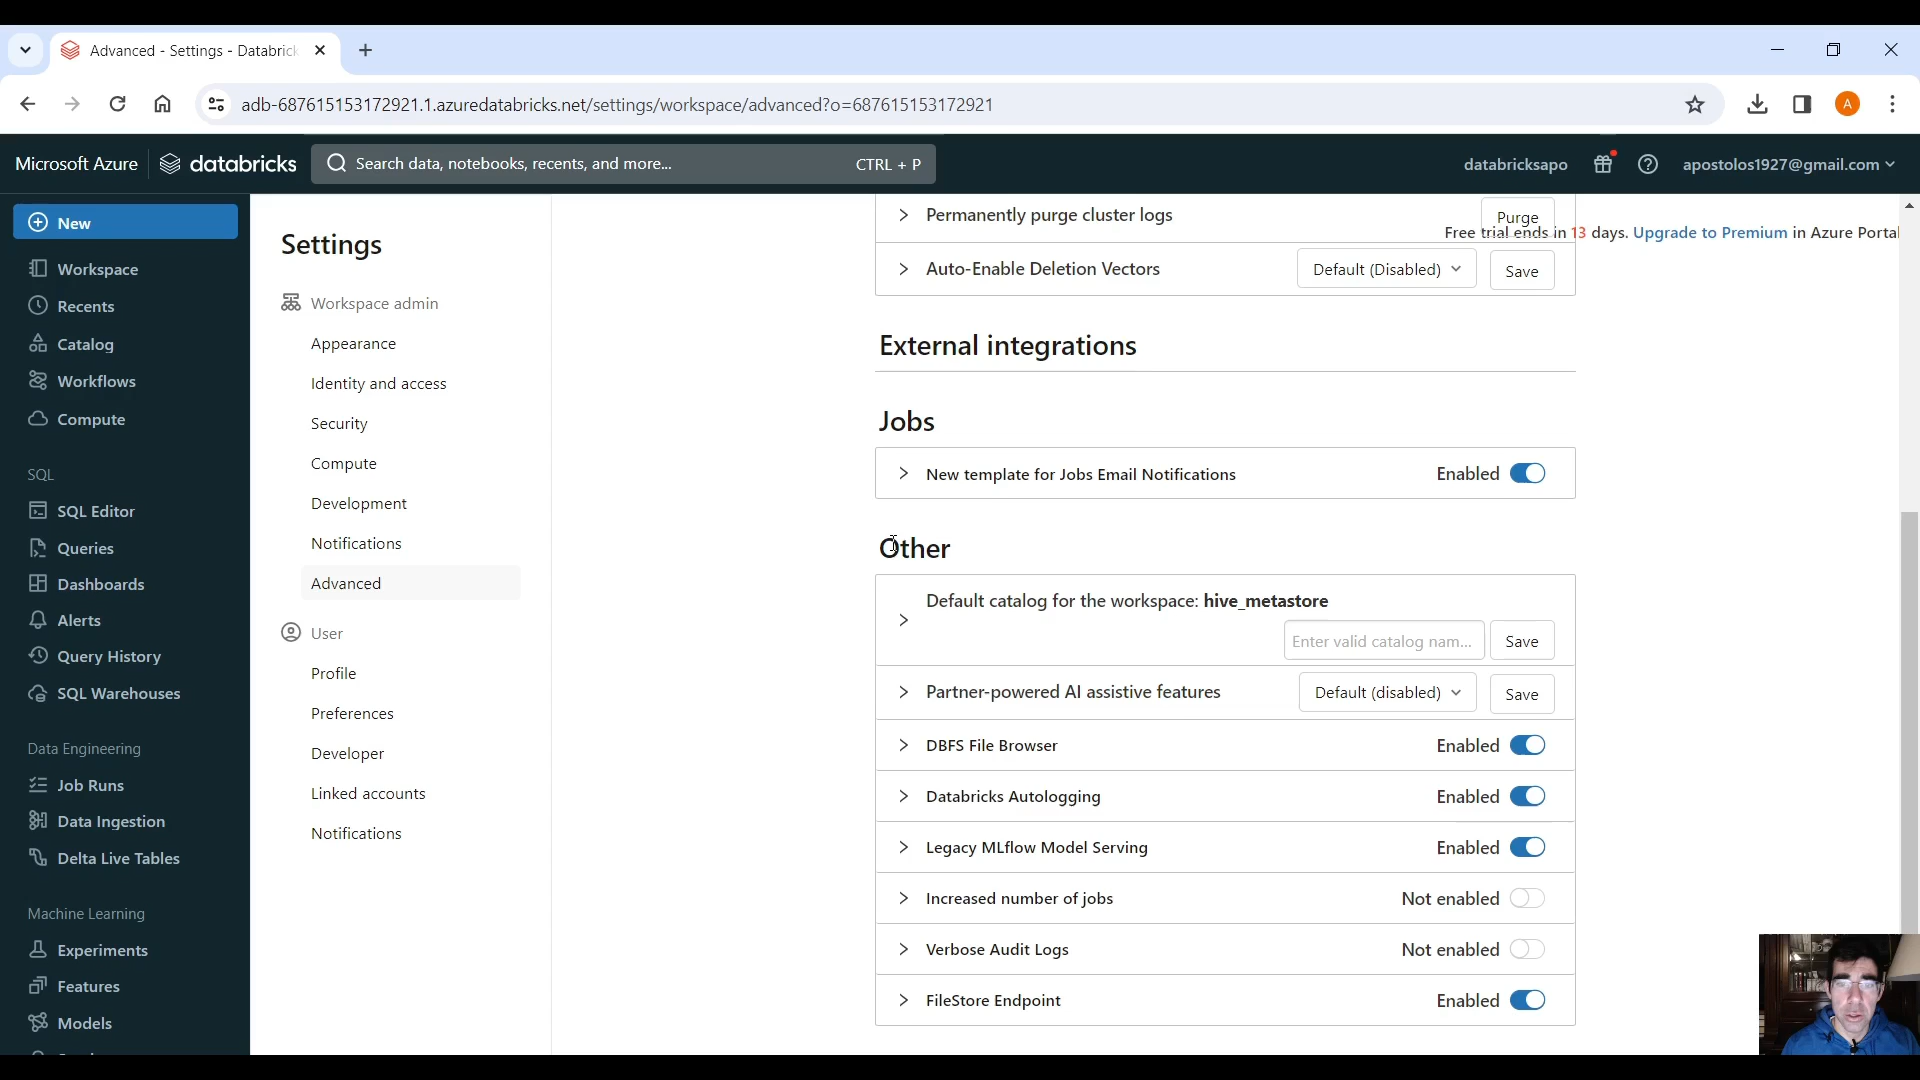 Advanced - Settings - Databrick
adb-687615153172921.1.azuredatabricks.net/settings/workspace/advanced?o=687615153172921
A
Microsoft Azure
databricks
Search data, notebooks, recents, and more...
CTRL + P
databricksapo
apostolos1927@gmail.com
New
Workspace
Recents
Catalog
Workflows
Compute
SQL
SQL Editor
Queries
Dashboards
Alerts
Query History
SQL Warehouses
Data Engineering
Job Runs
Data Ingestion
Delta Live Tables
Machine Learning
Experiments
Features
Models
Settings
Workspace admin
Appearance
Identity and access
Security
Compute
Development
Notifications
Advanced
User
Profile
Preferences
Developer
Linked accounts
Notifications
Permanently purge cluster logs
Purge
Free trial ends in 13 days. Upgrade to Premium in Azure Portal
Auto-Enable Deletion Vectors
Default (Disabled)
Save
External integrations
Jobs
New template for Jobs Email Notifications
Enabled
Other
Default catalog for the workspace: hive_metastore
Enter valid catalog nam...
Save
Partner-powered AI assistive features
Default (disabled)
Save
DBFS File Browser
Enabled
Databricks Autologging
Enabled
Legacy MLflow Model Serving
Enabled
Increased number of jobs
Not enabled
Verbose Audit Logs
Not enabled
FileStore Endpoint
Enabled